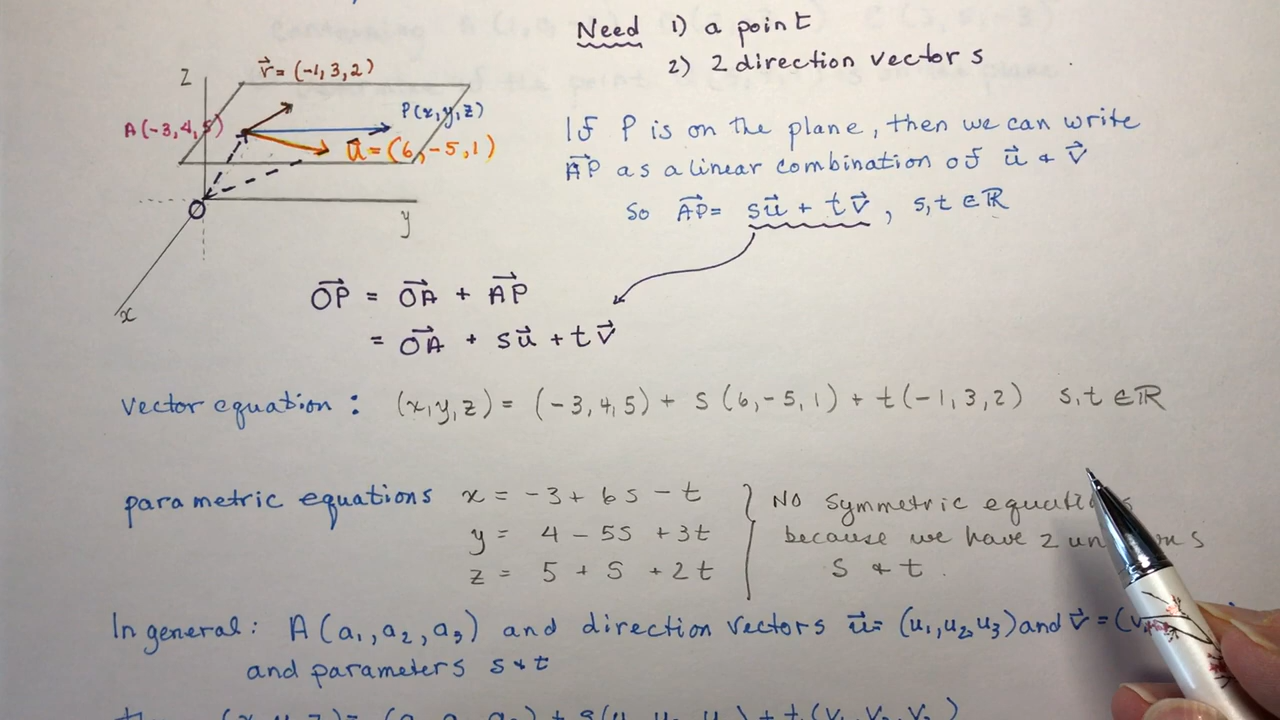 Need 1) a point
2) 2 direction vectors
z
r⃗ = (-1, 3, 2)
A(-3, 4, 5)
P(x, y, z)
u⃗ = (6, -5, 1)
O
y
x
If P is on the plane, then we can write
AP⃗ as a linear combination of u⃗ & v⃗
So AP⃗ = su⃗ + tv⃗, s,t ∈ ℝ
OP⃗ = OA⃗ + AP⃗
= OA⃗ + su⃗ + tv⃗
vector equation: (x, y, z) = (-3, 4, 5) + s(6, -5, 1) + t(-1, 3, 2) s,t ∈ ℝ
parametric equations x = -3 + 6s - t
y = 4 - 5s + 3t
z = 5 + s + 2t
No symmetric
because we have 2
s & t.
In general: A(a₁, a₂, a₃) and direction vectors u⃗ = (u₁, u₂, u₃) and v⃗ = (v
and parameters s & t